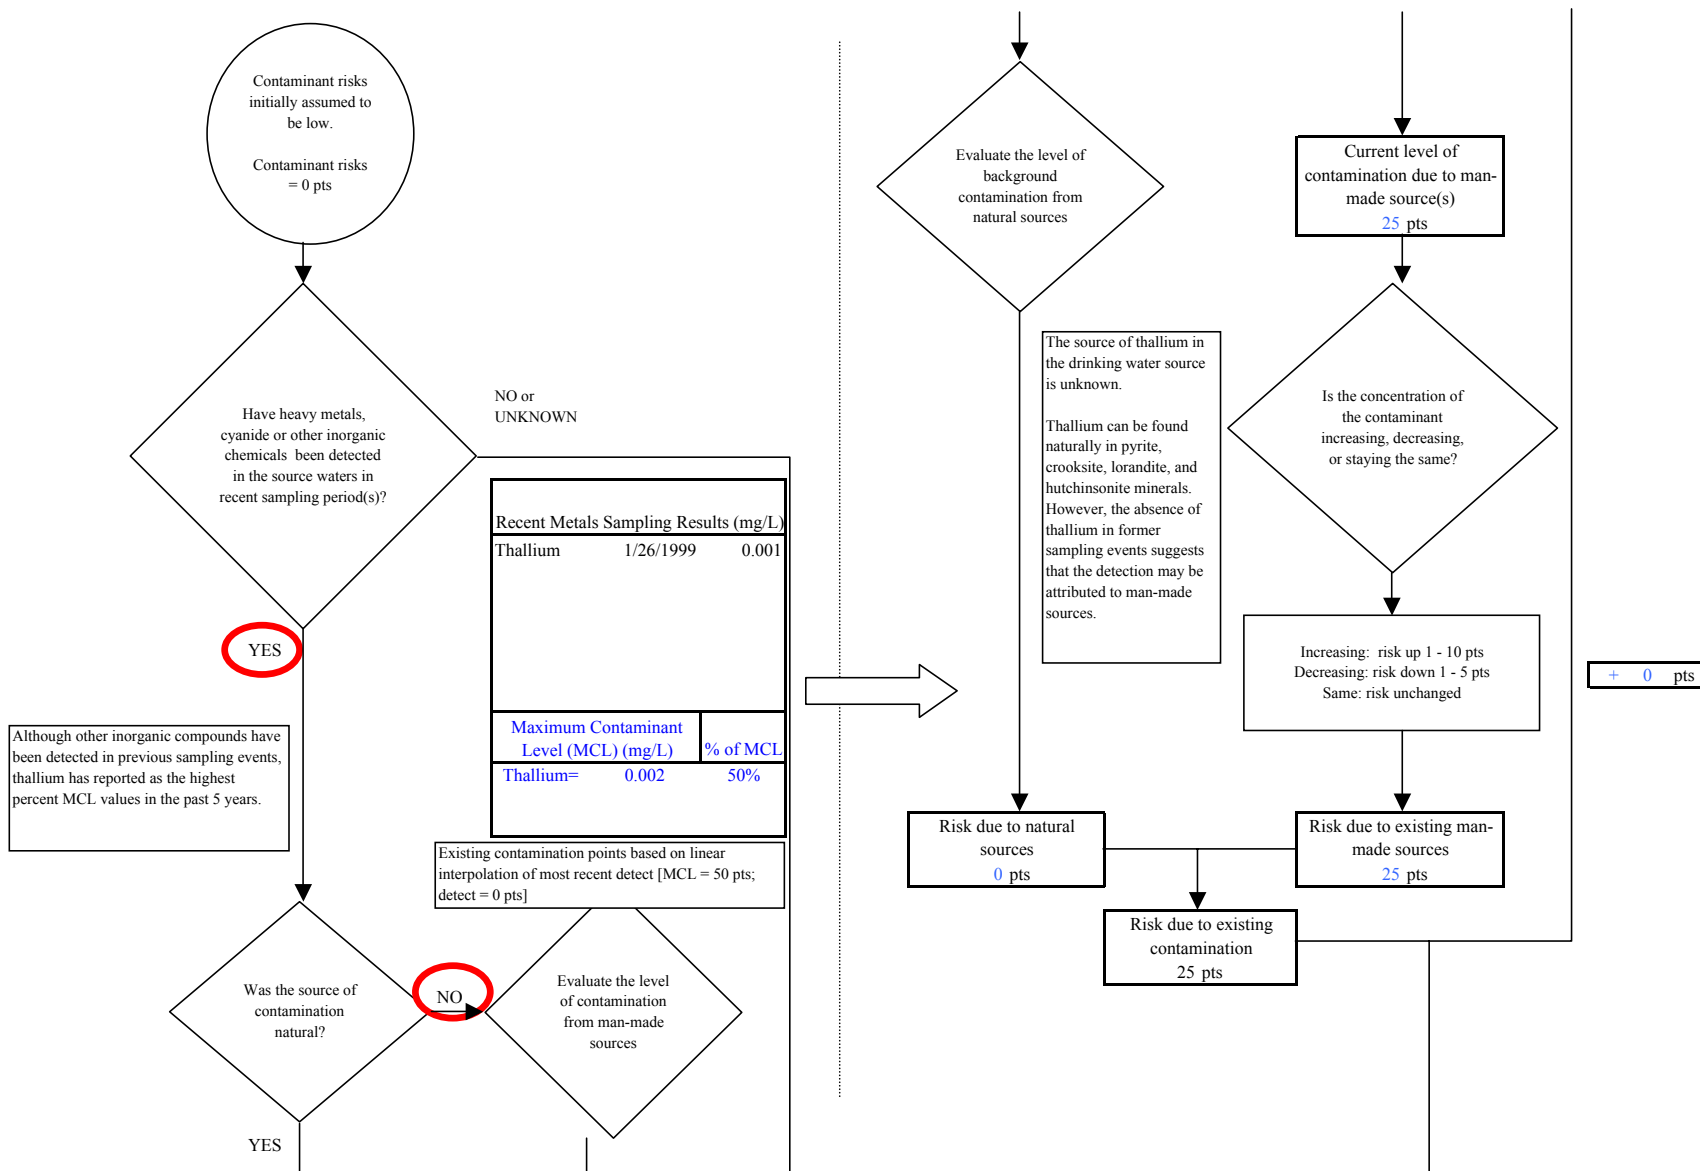 Contaminant risks
initially assumed to
be low.
Contaminant risks
= 0 pts
Have heavy metals,
cyanide or other inorganic
chemicals been detected
in the source waters in
recent sampling period(s)?
NO or
UNKNOWN
YES
Recent Metals Sampling Results (mg/L)
Thallium 1/26/1999 0.001
Maximum Contaminant
Level (MCL) (mg/L) % of MCL
Thallium= 0.002 50%
Although other inorganic compounds have
been detected in previous sampling events,
thallium has reported as the highest
percent MCL values in the past 5 years.
Existing contamination points based on linear
interpolation of most recent detect [MCL = 50 pts;
detect = 0 pts]
Was the source of
contamination
natural?
NO
YES
Evaluate the level
of contamination
from man-made
sources
Evaluate the level of
background
contamination from
natural sources
The source of thallium in
the drinking water source
is unknown.
Thallium can be found
naturally in pyrite,
crooksite, lorandite, and
hutchinsonite minerals.
However, the absence of
thallium in former
sampling events suggests
that the detection may be
attributed to man-made
sources.
Current level of
contamination due to man-
made source(s)
25 pts
Is the concentration of
the contaminant
increasing, decreasing,
or staying the same?
Increasing: risk up 1 - 10 pts
Decreasing: risk down 1 - 5 pts
Same: risk unchanged
+ 0 pts
Risk due to natural
sources
0 pts
Risk due to existing man-
made sources
25 pts
Risk due to existing
contamination
25 pts